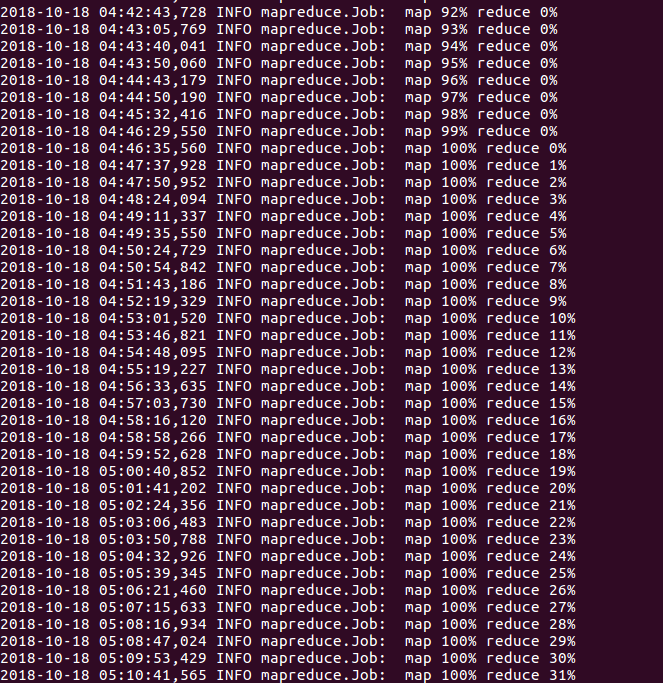 2018-10-18 04:42:43,728 INFO mapreduce.Job:  map 92% reduce 0%
2018-10-18 04:43:05,769 INFO mapreduce.Job:  map 93% reduce 0%
2018-10-18 04:43:40,041 INFO mapreduce.Job:  map 94% reduce 0%
2018-10-18 04:43:50,060 INFO mapreduce.Job:  map 95% reduce 0%
2018-10-18 04:44:43,179 INFO mapreduce.Job:  map 96% reduce 0%
2018-10-18 04:44:50,190 INFO mapreduce.Job:  map 97% reduce 0%
2018-10-18 04:45:32,416 INFO mapreduce.Job:  map 98% reduce 0%
2018-10-18 04:46:29,550 INFO mapreduce.Job:  map 99% reduce 0%
2018-10-18 04:46:35,560 INFO mapreduce.Job:  map 100% reduce 0%
2018-10-18 04:47:37,928 INFO mapreduce.Job:  map 100% reduce 1%
2018-10-18 04:47:50,952 INFO mapreduce.Job:  map 100% reduce 2%
2018-10-18 04:48:24,094 INFO mapreduce.Job:  map 100% reduce 3%
2018-10-18 04:49:11,337 INFO mapreduce.Job:  map 100% reduce 4%
2018-10-18 04:49:35,550 INFO mapreduce.Job:  map 100% reduce 5%
2018-10-18 04:50:24,729 INFO mapreduce.Job:  map 100% reduce 6%
2018-10-18 04:50:54,842 INFO mapreduce.Job:  map 100% reduce 7%
2018-10-18 04:51:43,186 INFO mapreduce.Job:  map 100% reduce 8%
2018-10-18 04:52:19,329 INFO mapreduce.Job:  map 100% reduce 9%
2018-10-18 04:53:01,520 INFO mapreduce.Job:  map 100% reduce 10%
2018-10-18 04:53:46,821 INFO mapreduce.Job:  map 100% reduce 11%
2018-10-18 04:54:48,095 INFO mapreduce.Job:  map 100% reduce 12%
2018-10-18 04:55:19,227 INFO mapreduce.Job:  map 100% reduce 13%
2018-10-18 04:56:33,635 INFO mapreduce.Job:  map 100% reduce 14%
2018-10-18 04:57:03,730 INFO mapreduce.Job:  map 100% reduce 15%
2018-10-18 04:58:16,120 INFO mapreduce.Job:  map 100% reduce 16%
2018-10-18 04:58:58,266 INFO mapreduce.Job:  map 100% reduce 17%
2018-10-18 04:59:52,628 INFO mapreduce.Job:  map 100% reduce 18%
2018-10-18 05:00:40,852 INFO mapreduce.Job:  map 100% reduce 19%
2018-10-18 05:01:41,202 INFO mapreduce.Job:  map 100% reduce 20%
2018-10-18 05:02:24,356 INFO mapreduce.Job:  map 100% reduce 21%
2018-10-18 05:03:06,483 INFO mapreduce.Job:  map 100% reduce 22%
2018-10-18 05:03:50,788 INFO mapreduce.Job:  map 100% reduce 23%
2018-10-18 05:04:32,926 INFO mapreduce.Job:  map 100% reduce 24%
2018-10-18 05:05:39,345 INFO mapreduce.Job:  map 100% reduce 25%
2018-10-18 05:06:21,460 INFO mapreduce.Job:  map 100% reduce 26%
2018-10-18 05:07:15,633 INFO mapreduce.Job:  map 100% reduce 27%
2018-10-18 05:08:16,934 INFO mapreduce.Job:  map 100% reduce 28%
2018-10-18 05:08:47,024 INFO mapreduce.Job:  map 100% reduce 29%
2018-10-18 05:09:53,429 INFO mapreduce.Job:  map 100% reduce 30%
2018-10-18 05:10:41,565 INFO mapreduce.Job:  map 100% reduce 31%